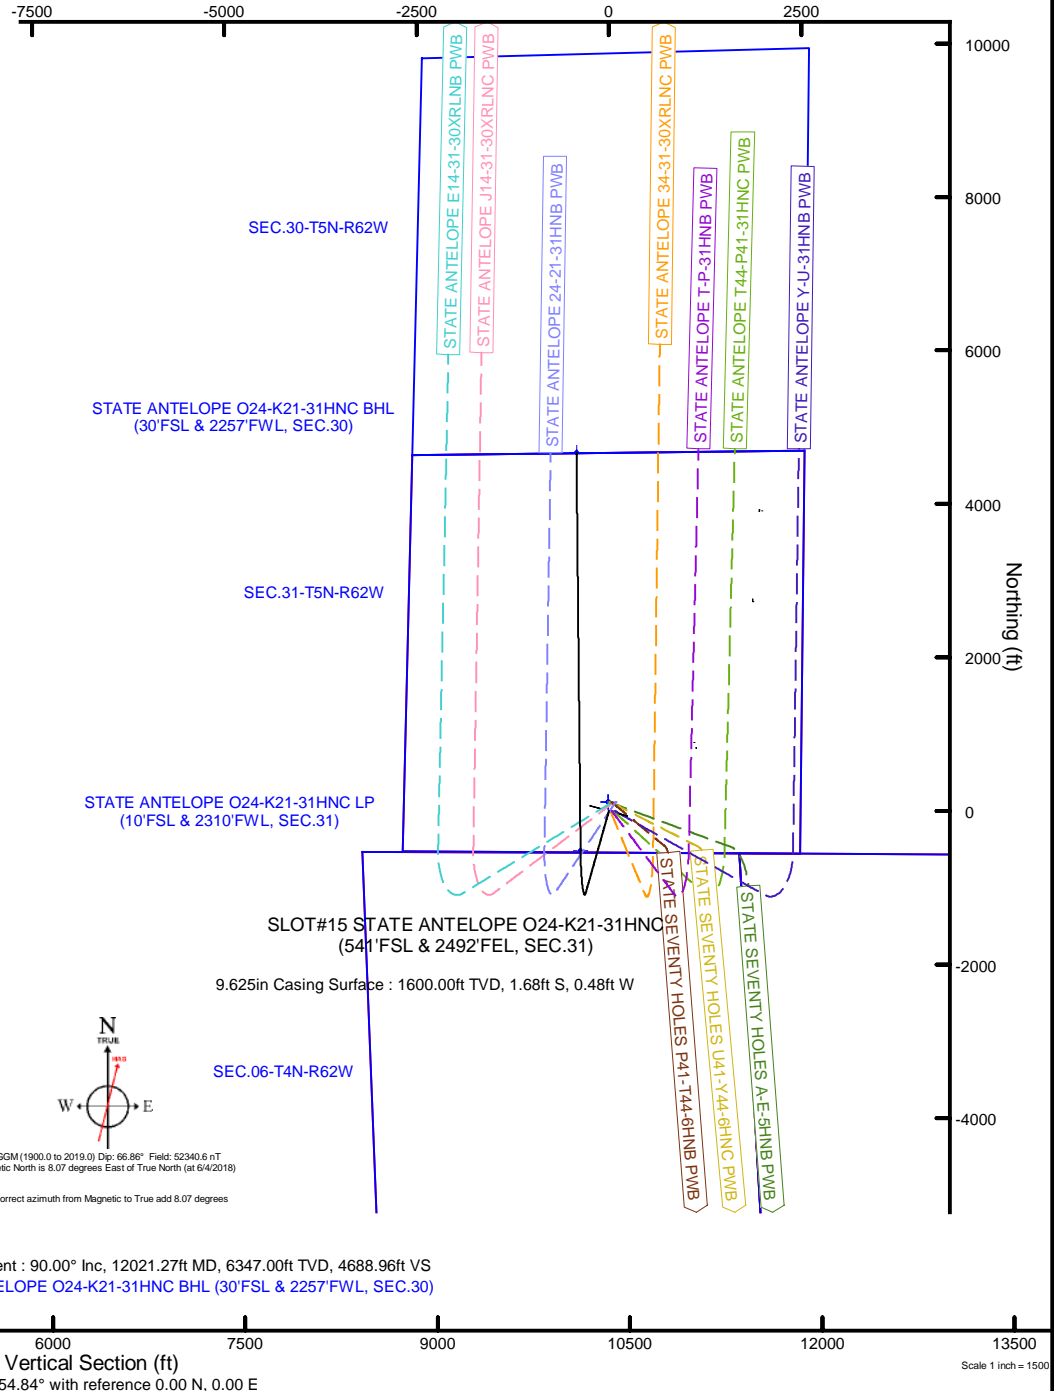 -7500 -5000 -2500 0 2500
10000
8000
6000
4000
2000
0
-2000
-4000
Northing (ft)
STATE ANTELOPE E14-31-30XRLNB PWB
STATE ANTELOPE J14-31-30XRLNC PWB
STATE ANTELOPE 24-21-31HNB PWB
STATE ANTELOPE 34-31-30XRLNC PWB
STATE ANTELOPE T-P-31HNB PWB
STATE ANTELOPE T44-P41-31HNC PWB
STATE ANTELOPE Y-U-31HNB PWB
SEC.30-T5N-R62W
STATE ANTELOPE O24-K21-31HNC BHL
(30'FSL & 2257'FWL, SEC.30)
SEC.31-T5N-R62W
STATE ANTELOPE O24-K21-31HNC LP
(10'FSL & 2310'FWL, SEC.31)
SLOT#15 STATE ANTELOPE O24-K21-31HNC
(541'FSL & 2492'FEL, SEC.31)
9.625in Casing Surface : 1600.00ft TVD, 1.68ft S, 0.48ft W
STATE SEVENTY HOLES P41-T44-6HNB PWB
STATE SEVENTY HOLES U41-Y44-6HNC PWB
STATE SEVENTY HOLES A-E-5HNB PWB
SEC.06-T4N-R62W
N
TRUE
MAG
W E
GGM (1900.0 to 2019.0) Dip: 66.86° Field: 52340.6 nT
etic North is 8.07 degrees East of True North (at 6/4/2018)
orrect azimuth from Magnetic to True add 8.07 degrees
ent : 90.00° Inc, 12021.27ft MD, 6347.00ft TVD, 4688.96ft VS
ELOPE O24-K21-31HNC BHL (30'FSL & 2257'FWL, SEC.30)
6000 7500 9000 10500 12000 13500
Vertical Section (ft)
Scale 1 inch = 1500
54.84° with reference 0.00 N, 0.00 E